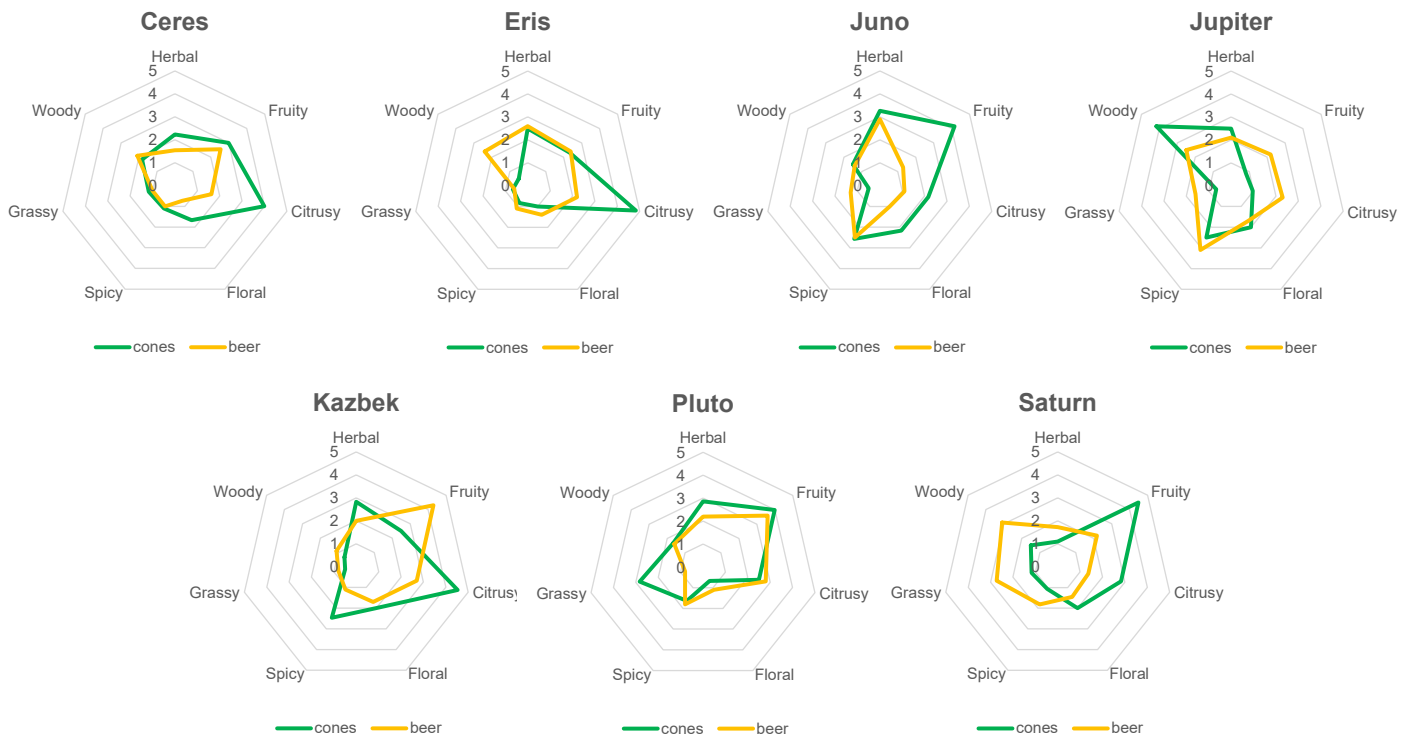 Ceres
Herbal
5
4
3
2
1
0
Fruity
Citrusy
Floral
Spicy
Grassy
Woody
cones
beer
Eris
Herbal
5
4
3
2
1
0
Fruity
Citrusy
Floral
Spicy
Grassy
Woody
cones
beer
Juno
Herbal
5
4
3
2
1
0
Fruity
Citrusy
Floral
Spicy
Grassy
Woody
cones
beer
Jupiter
Herbal
5
4
3
2
1
0
Fruity
Citrusy
Floral
Spicy
Grassy
Woody
cones
beer
Kazbek
Herbal
5
4
3
2
1
0
Fruity
Citrusy
Floral
Spicy
Grassy
Woody
cones
beer
Pluto
Herbal
5
4
3
2
1
0
Fruity
Citrusy
Floral
Spicy
Grassy
Woody
cones
beer
Saturn
Herbal
5
4
3
2
1
0
Fruity
Citrusy
Floral
Spicy
Grassy
Woody
cones
beer